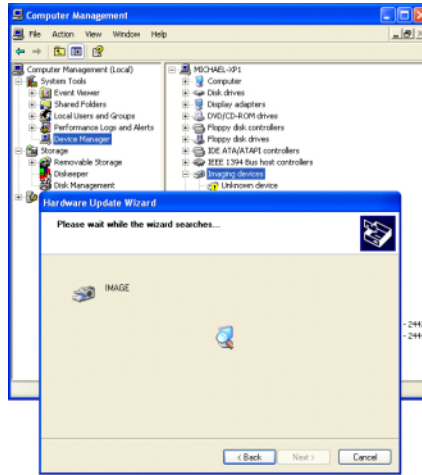 Computer Management
File Action View Window Help
Computer Management (Local)
System Tools
Event Viewer
Shared Folders
Local Users and Groups
Performance Logs and Alerts
Device Manager
Storage
Removable Storage
Diskeeper
Disk Management
MICHAEL-XP1
Computer
Disk drives
Display adapters
DVD/CD-ROM drives
Floppy disk controllers
Floppy disk drives
IDE ATA/ATAPI controllers
IEEE 1394 Bus host controllers
Imaging devices
Unknown device
- 244
Hardware Update Wizard
Please wait while the wizard searches...
IMAGE
< Back Next > Cancel